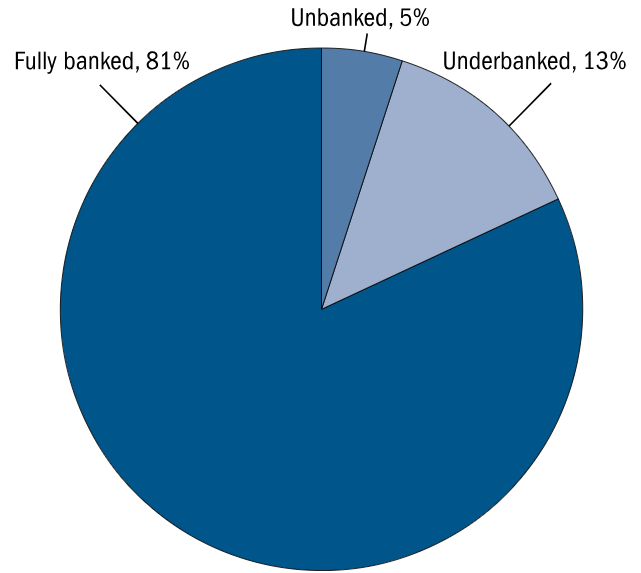 Unbanked, 5%
Fully banked, 81%
Underbanked, 13%